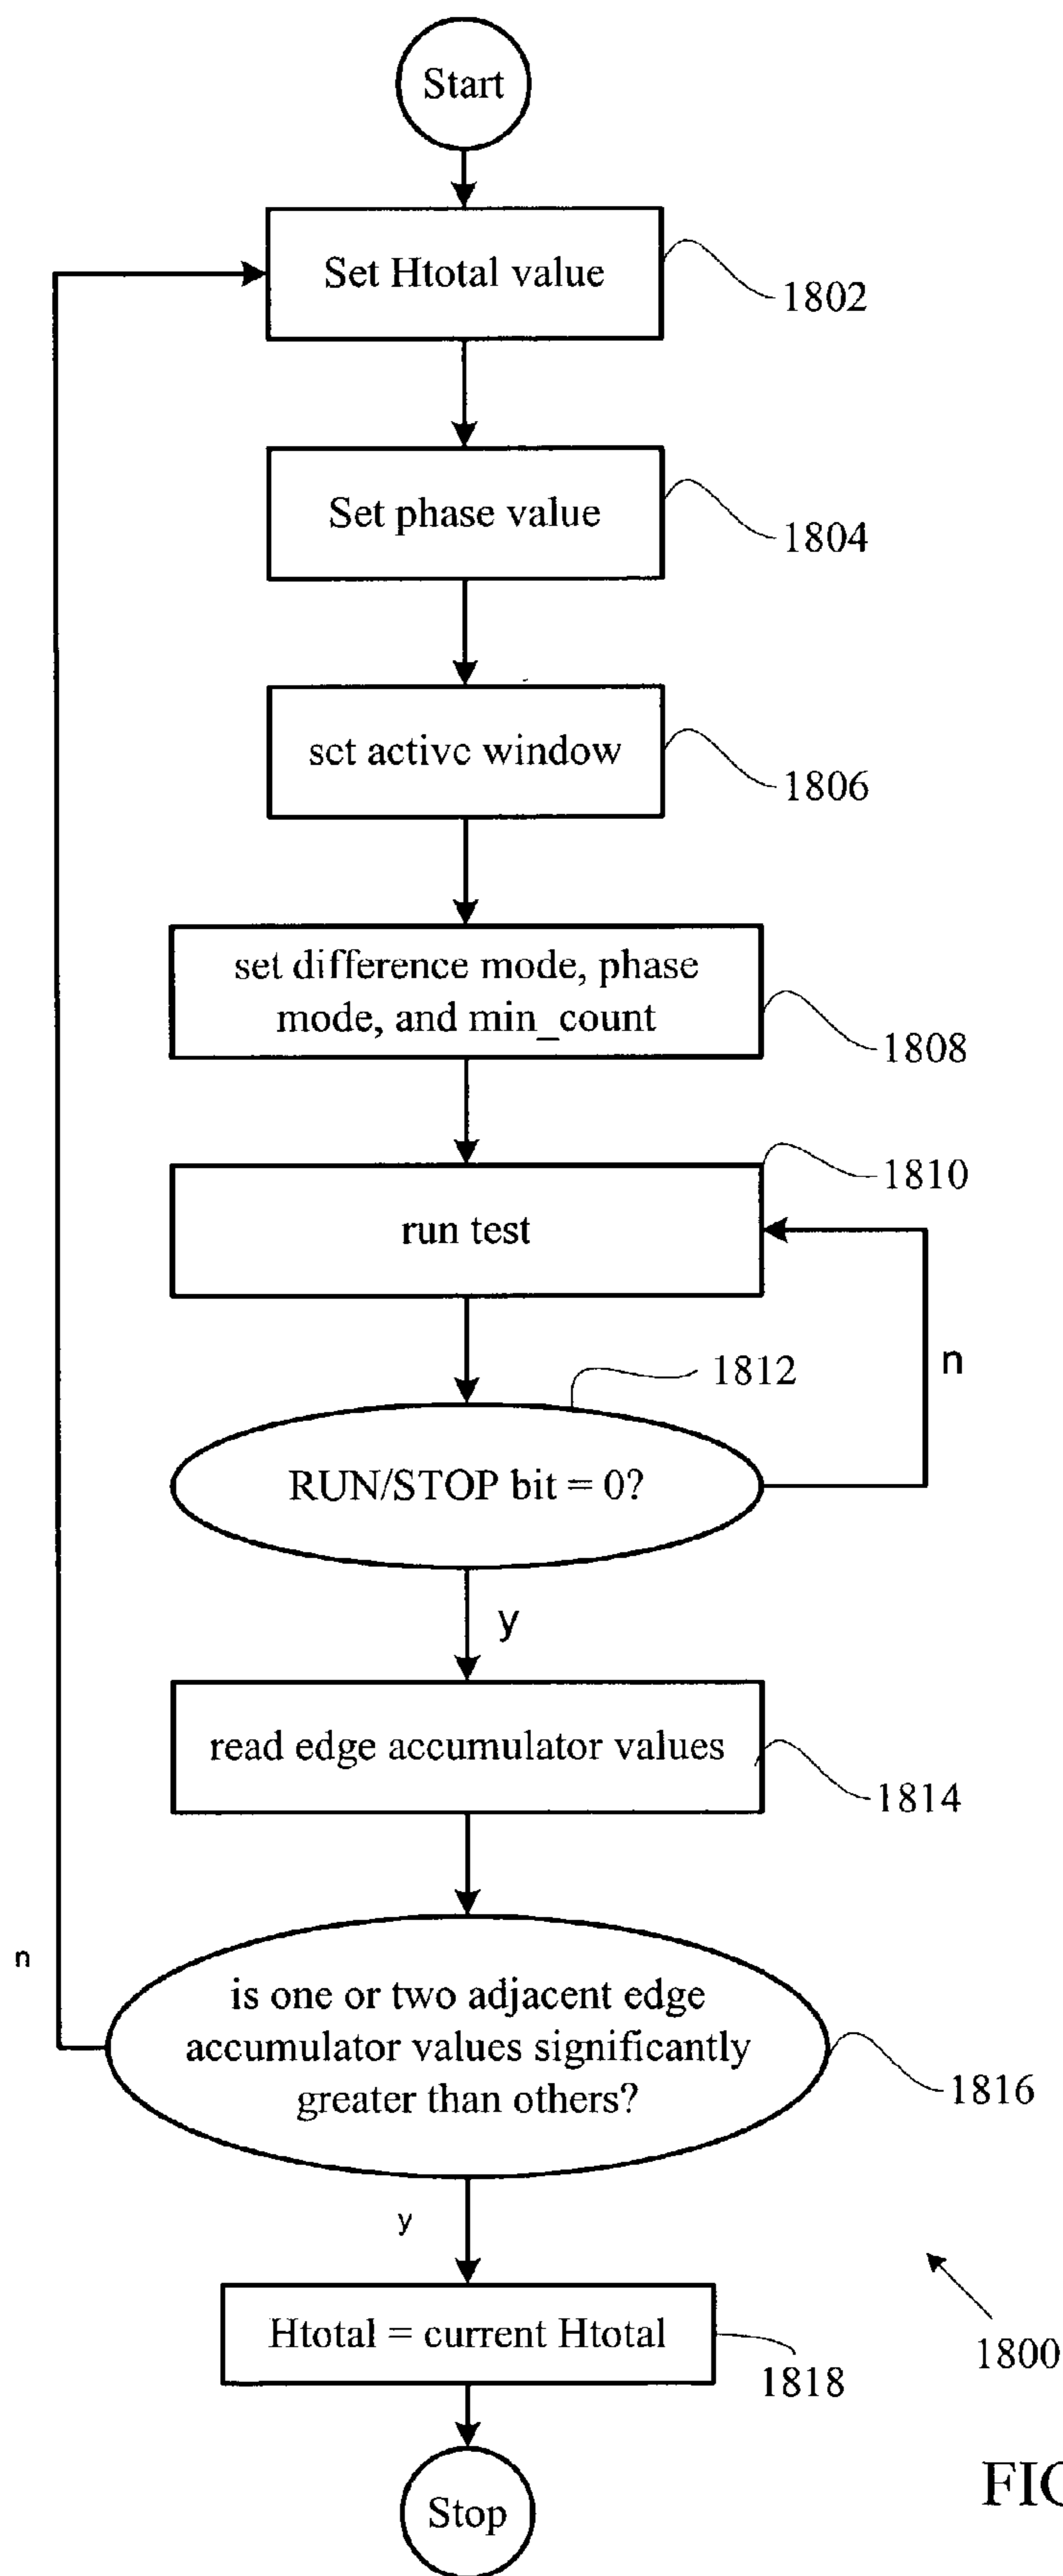 Start
Set Htotal value
1802
Set phase value
1804
set active window
1806
set difference mode, phase
mode, and min_count
1808
1810
run test
n
1812
RUN/STOP bit = 0?
y
read edge accumulator values
1814
n
is one or two adjacent edge
accumulator values significantly
greater than others?
1816
y
Htotal = current Htotal
1818
1800
Stop